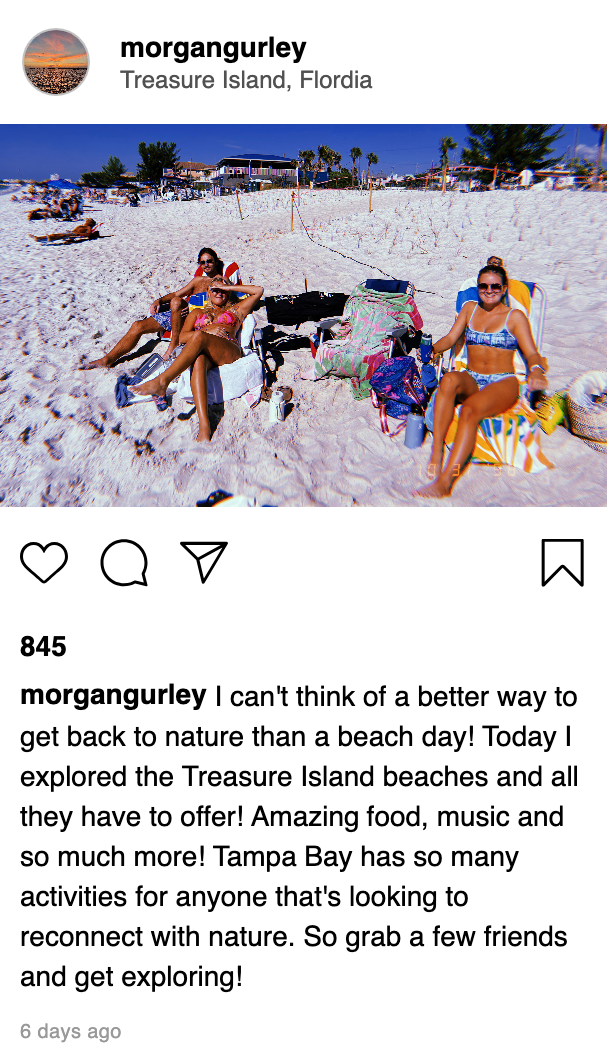 morgangurley
Treasure Island, Flordia
845
morgangurley I can't think of a better way to
get back to nature than a beach day! Today I
explored the Treasure Island beaches and all
they have to offer! Amazing food, music and
so much more! Tampa Bay has so many
activities for anyone that's looking to
reconnect with nature. So grab a few friends
and get exploring!
6 days ago